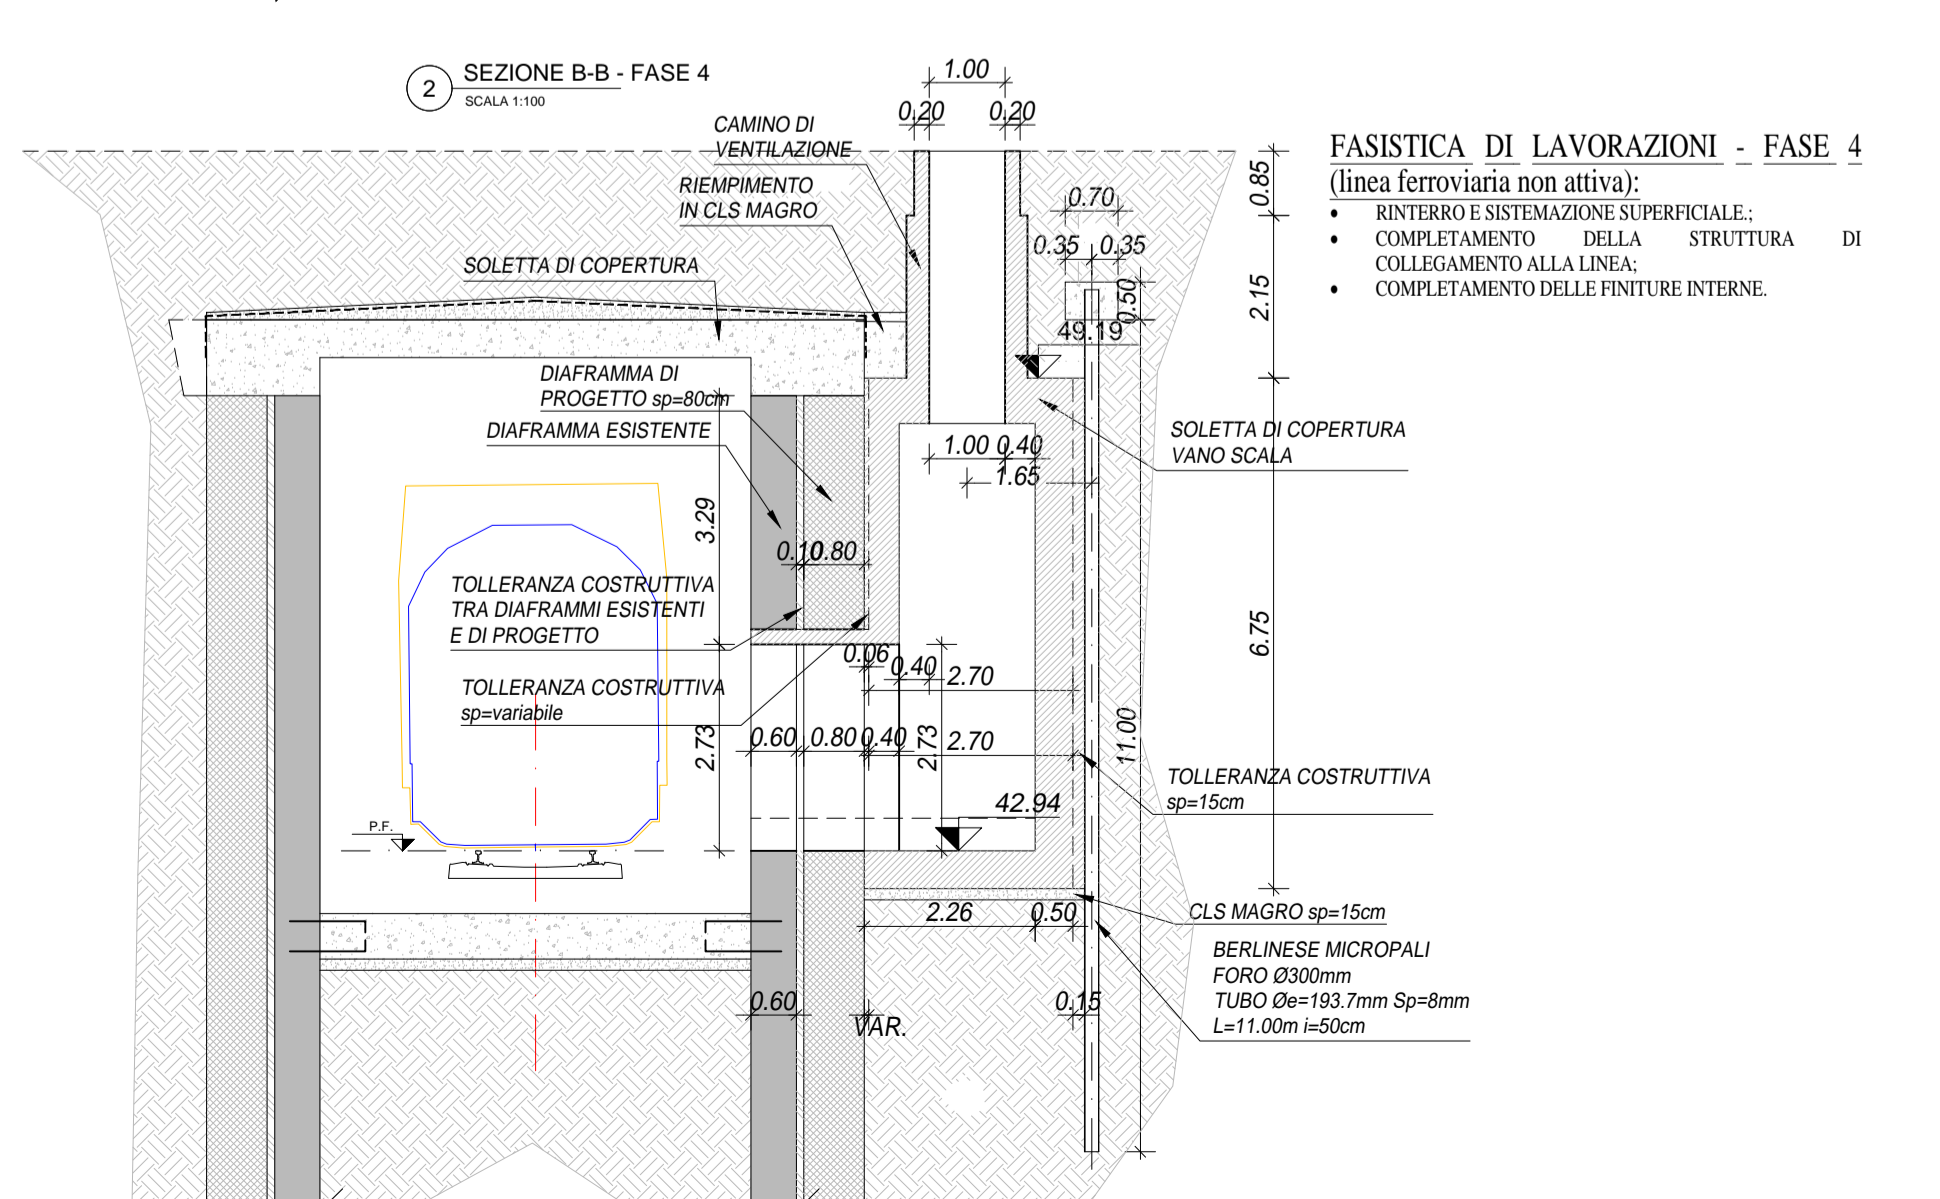 2
SEZIONE B-B - FASE 4
SCALA 1:100
1.00
0.20
0.20
CAMINO DI
VENTILAZIONE
RIEMPIMENTO
IN CLS MAGRO
SOLETTA DI COPERTURA
FASISTICA DI LAVORAZIONI - FASE 4
(linea ferroviaria non attiva):
• RINTERRO E SISTEMAZIONE SUPERFICIALE.;
• COMPLETAMENTO DELLA STRUTTURA DI
COLLEGAMENTO ALLA LINEA;
• COMPLETAMENTO DELLE FINITURE INTERNE.
0.85
0.70
0.35
0.35
2.15
0.50
49.19
DIAFRAMMA DI
PROGETTO sp=80cm
DIAFRAMMA ESISTENTE
SOLETTA DI COPERTURA
VANO SCALA
1.00
0.40
1.65
3.29
0.10
0.80
TOLLERANZA COSTRUTTIVA
TRA DIAFRAMMI ESISTENTI
E DI PROGETTO
6.75
0.06
0.40
2.70
TOLLERANZA COSTRUTTIVA
sp=variabile
2.73
0.60
0.80
0.40
2.73
2.70
11.00
TOLLERANZA COSTRUTTIVA
sp=15cm
42.94
P.F.
2.26
0.50
CLS MAGRO sp=15cm
BERLINESE MICROPALI
FORO Ø300mm
TUBO Øe=193.7mm Sp=8mm
L=11.00m i=50cm
0.60
VAR.
0.15